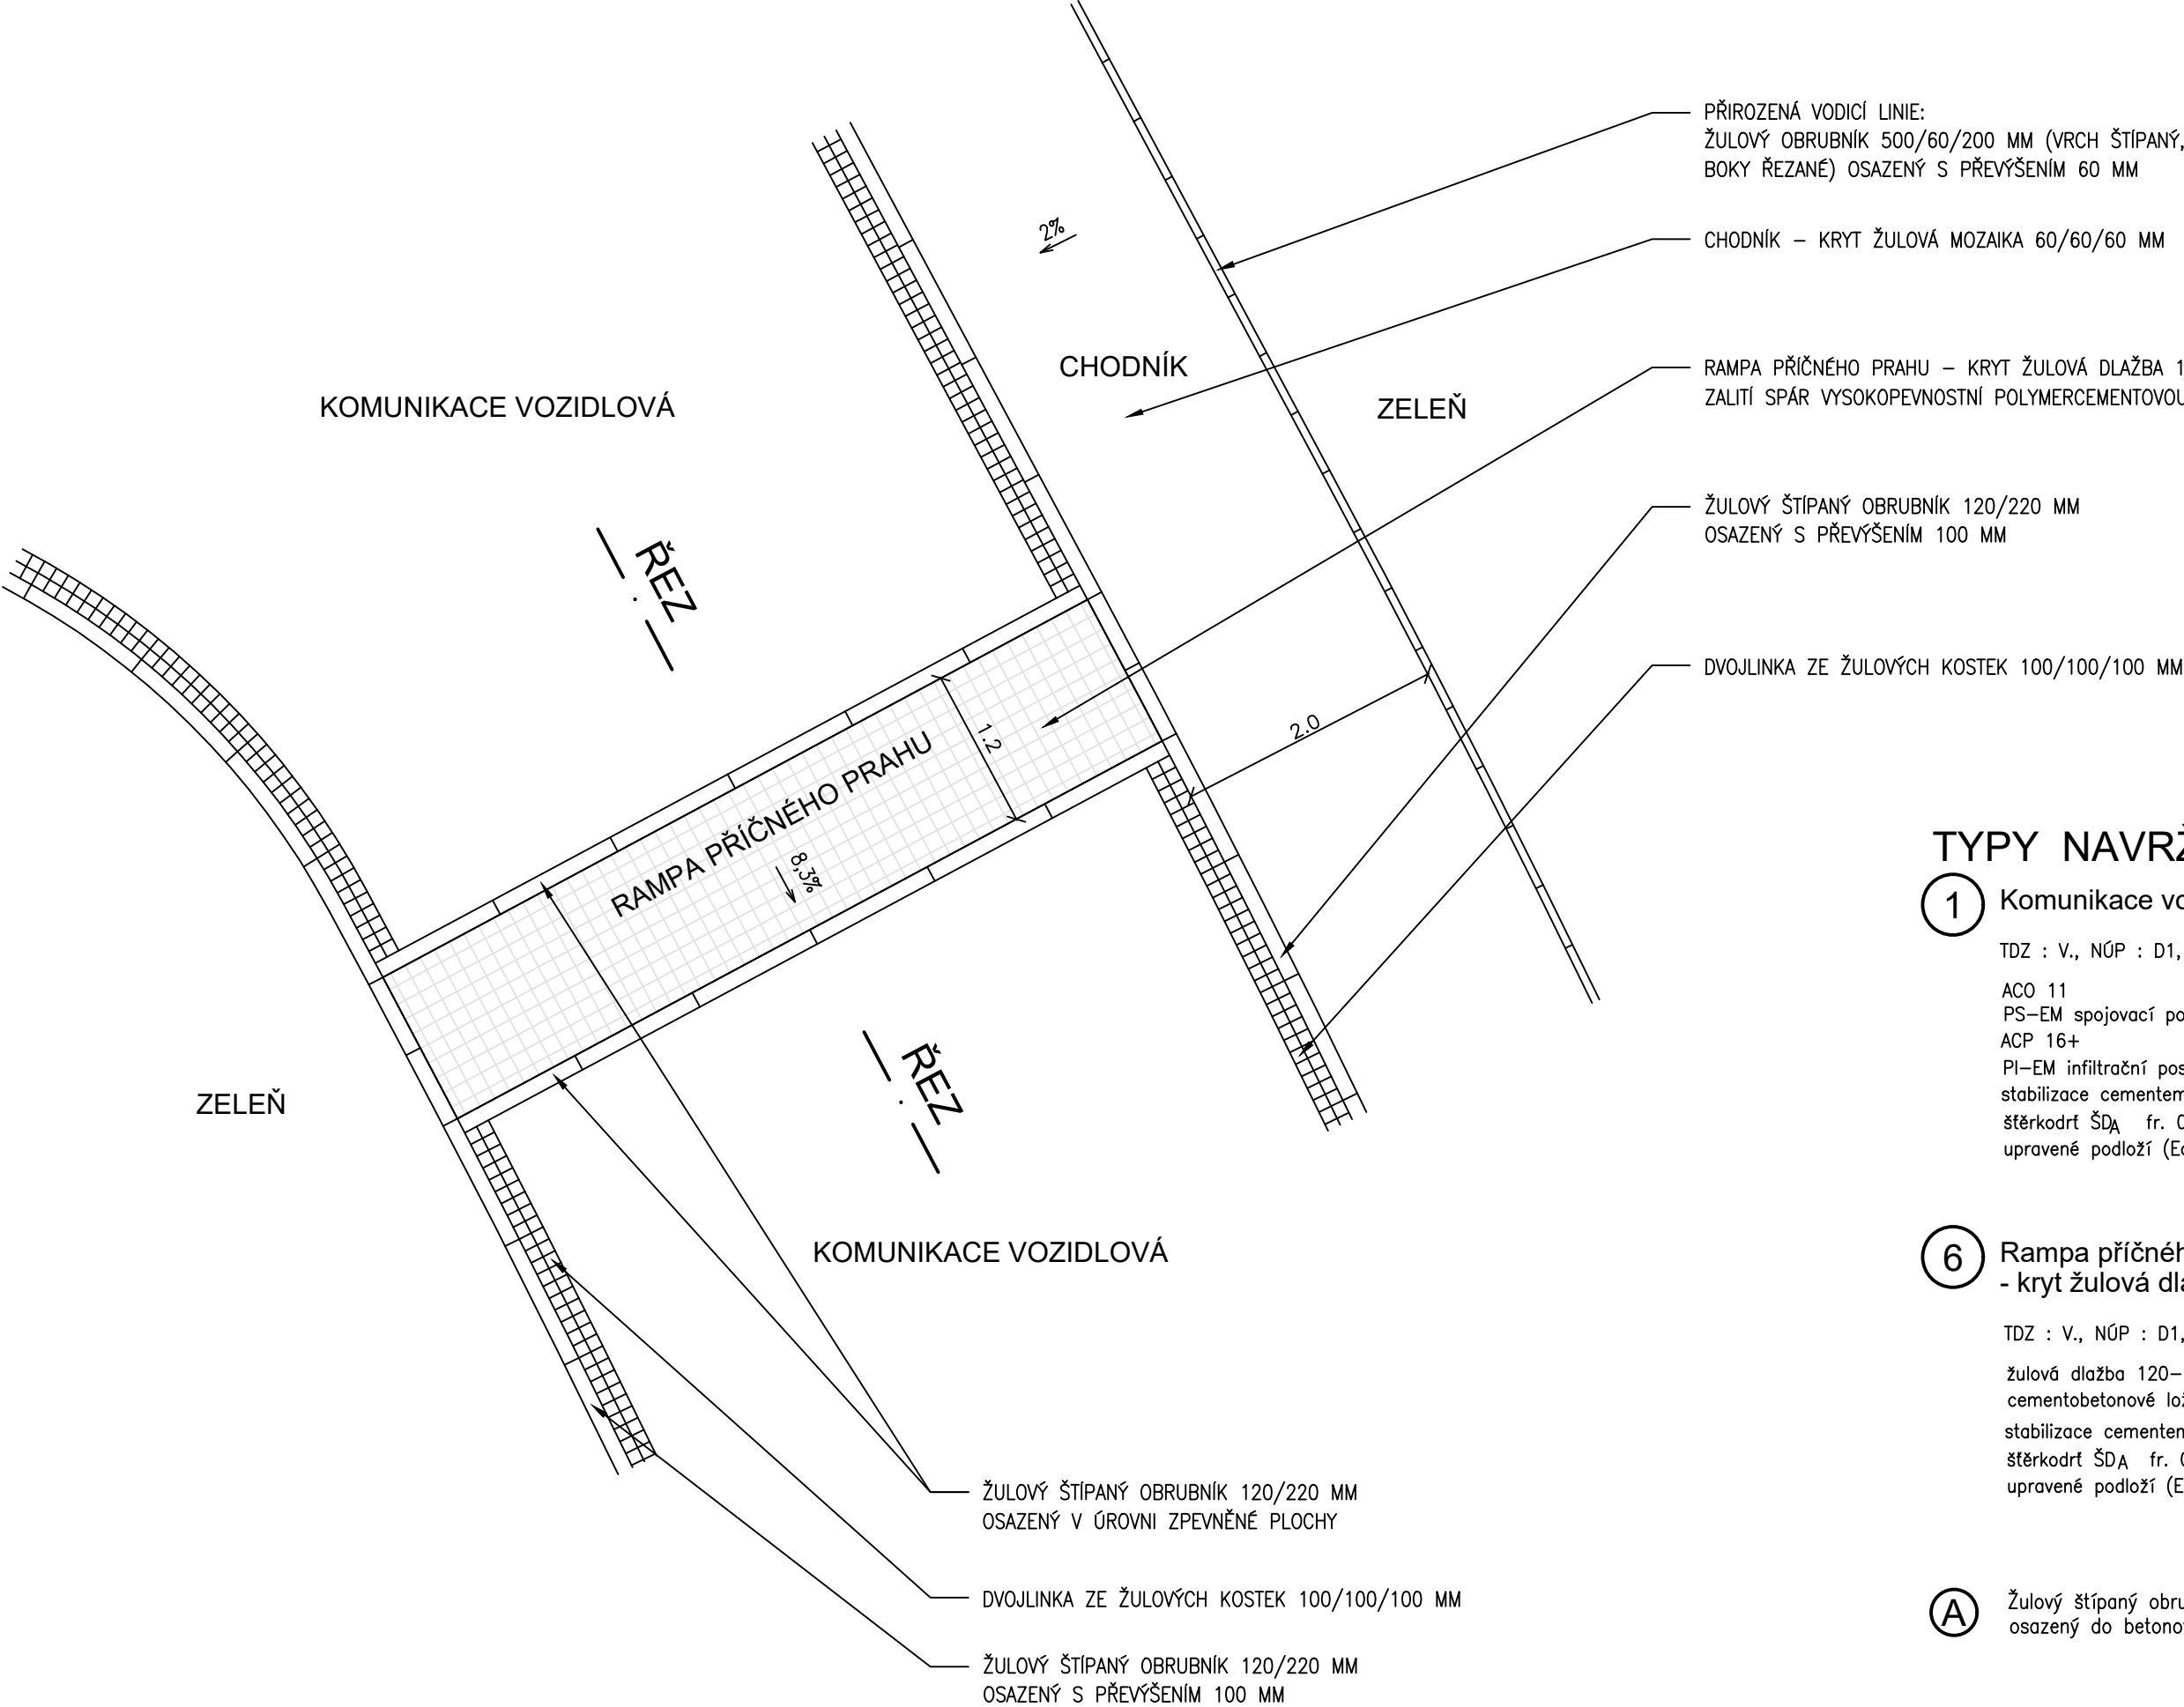 PŘIROZENÁ VODICÍ LINIE:
ŽULOVÝ OBRUBNÍK 500/60/200 MM (VRCH ŠTÍPANÝ,
BOKY ŘEZANÉ) OSAZENÝ S PŘEVÝŠENÍM 60 MM
2%
CHODNÍK – KRYT ŽULOVÁ MOZAIKA 60/60/60 MM
CHODNÍK
RAMPA PŘÍČNÉHO PRAHU – KRYT ŽULOVÁ DLAŽBA
ZALITÍ SPÁR VYSOKOPEVNOSTNÍ
KOMUNIKACE VOZIDLOVÁ
ZELEŇ
ŽULOVÝ ŠTÍPANÝ OBRUBNÍK 120/220 MM
OSAZENÝ S PŘEVÝŠENÍM 100 MM
ŘEZ
DVOJLINKA ZE ŽULOVÝCH KOSTEK 100/100/100 MM
1.2
2.0
RAMPA PŘÍČNÉHO PRAHU
8,3%
ŘEZ
ZELEŇ
KOMUNIKACE VOZIDLOVÁ
ŽULOVÝ ŠTÍPANÝ OBRUBNÍK 120/220 MM
OSAZENÝ V ÚROVNI ZPEVNĚNÉ PLOCHY
DVOJLINKA ZE ŽULOVÝCH KOSTEK 100/100/100 MM
ŽULOVÝ ŠTÍPANÝ OBRUBNÍK 120/220 MM
OSAZENÝ S PŘEVÝŠENÍM 100 MM
TYPY
1 Komunikace
TDZ : V., NÚP : D1,
ACO 11
PS–EM spojovací
ACP 16+
PI–EM infiltrační
stabilizace cementem
štěrkodrť ŠDA fr.
upravené podloží
6 Rampa
- kryt žulová
TDZ : V., NÚP : D1,
žulová dlažba 120–
cementobetonové
stabilizace
štěrkodrť ŠDA fr.
upravené podloží
A Žulový štípaný
osazený do